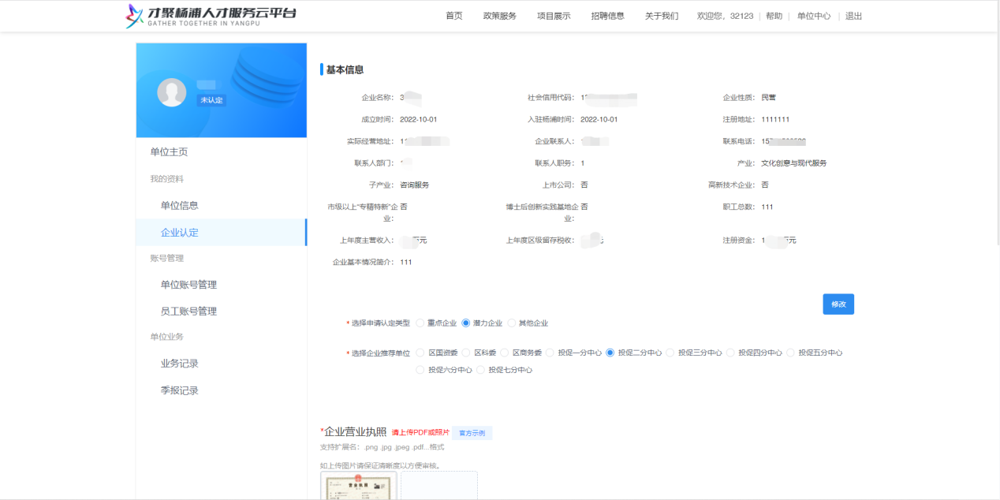 才聚杨浦人才服务云平台
GATHER TOGETHER IN YANGPU
首页 政策服务 项目展示 招聘信息 关于我们 欢迎您，32123 | 帮助 | 单位中心 | 退出
未认定
单位主页
我的资料
单位信息
企业认定
账号管理
单位账号管理
员工账号管理
单位业务
业务记录
季报记录
基本信息
企业名称： 3 社会信用代码： 企业性质： 民营
成立时间： 2022-10-01 入驻杨浦时间： 2022-10-01 注册地址： 1111111
实际经营地址： 企业联系人： 联系电话：
联系人部门： 联系人职务： 1 产业： 文化创意与现代服务
子产业： 咨询服务 上市公司： 否 高新技术企业： 否
市级以上“专精特新”企业： 否 博士后创新实践基地企业： 否 职工总数： 111
上年度主营收入： 万元 上年度区级留存税收： 注册资金： 万元
企业基本情况简介： 111
修改
* 选择申请认定类型 重点企业 潜力企业 其他企业
* 选择企业推荐单位 区国资委 区科委 区商务委 投促一分中心 投促二分中心 投促三分中心 投促四分中心 投促五分中心
投促六分中心 投促七分中心
*企业营业执照 请上传PDF或照片 官方示例
支持扩展名： .png .jpg .jpeg .pdf...格式
如上传图片请保证清晰度以方便审核。
营业执照